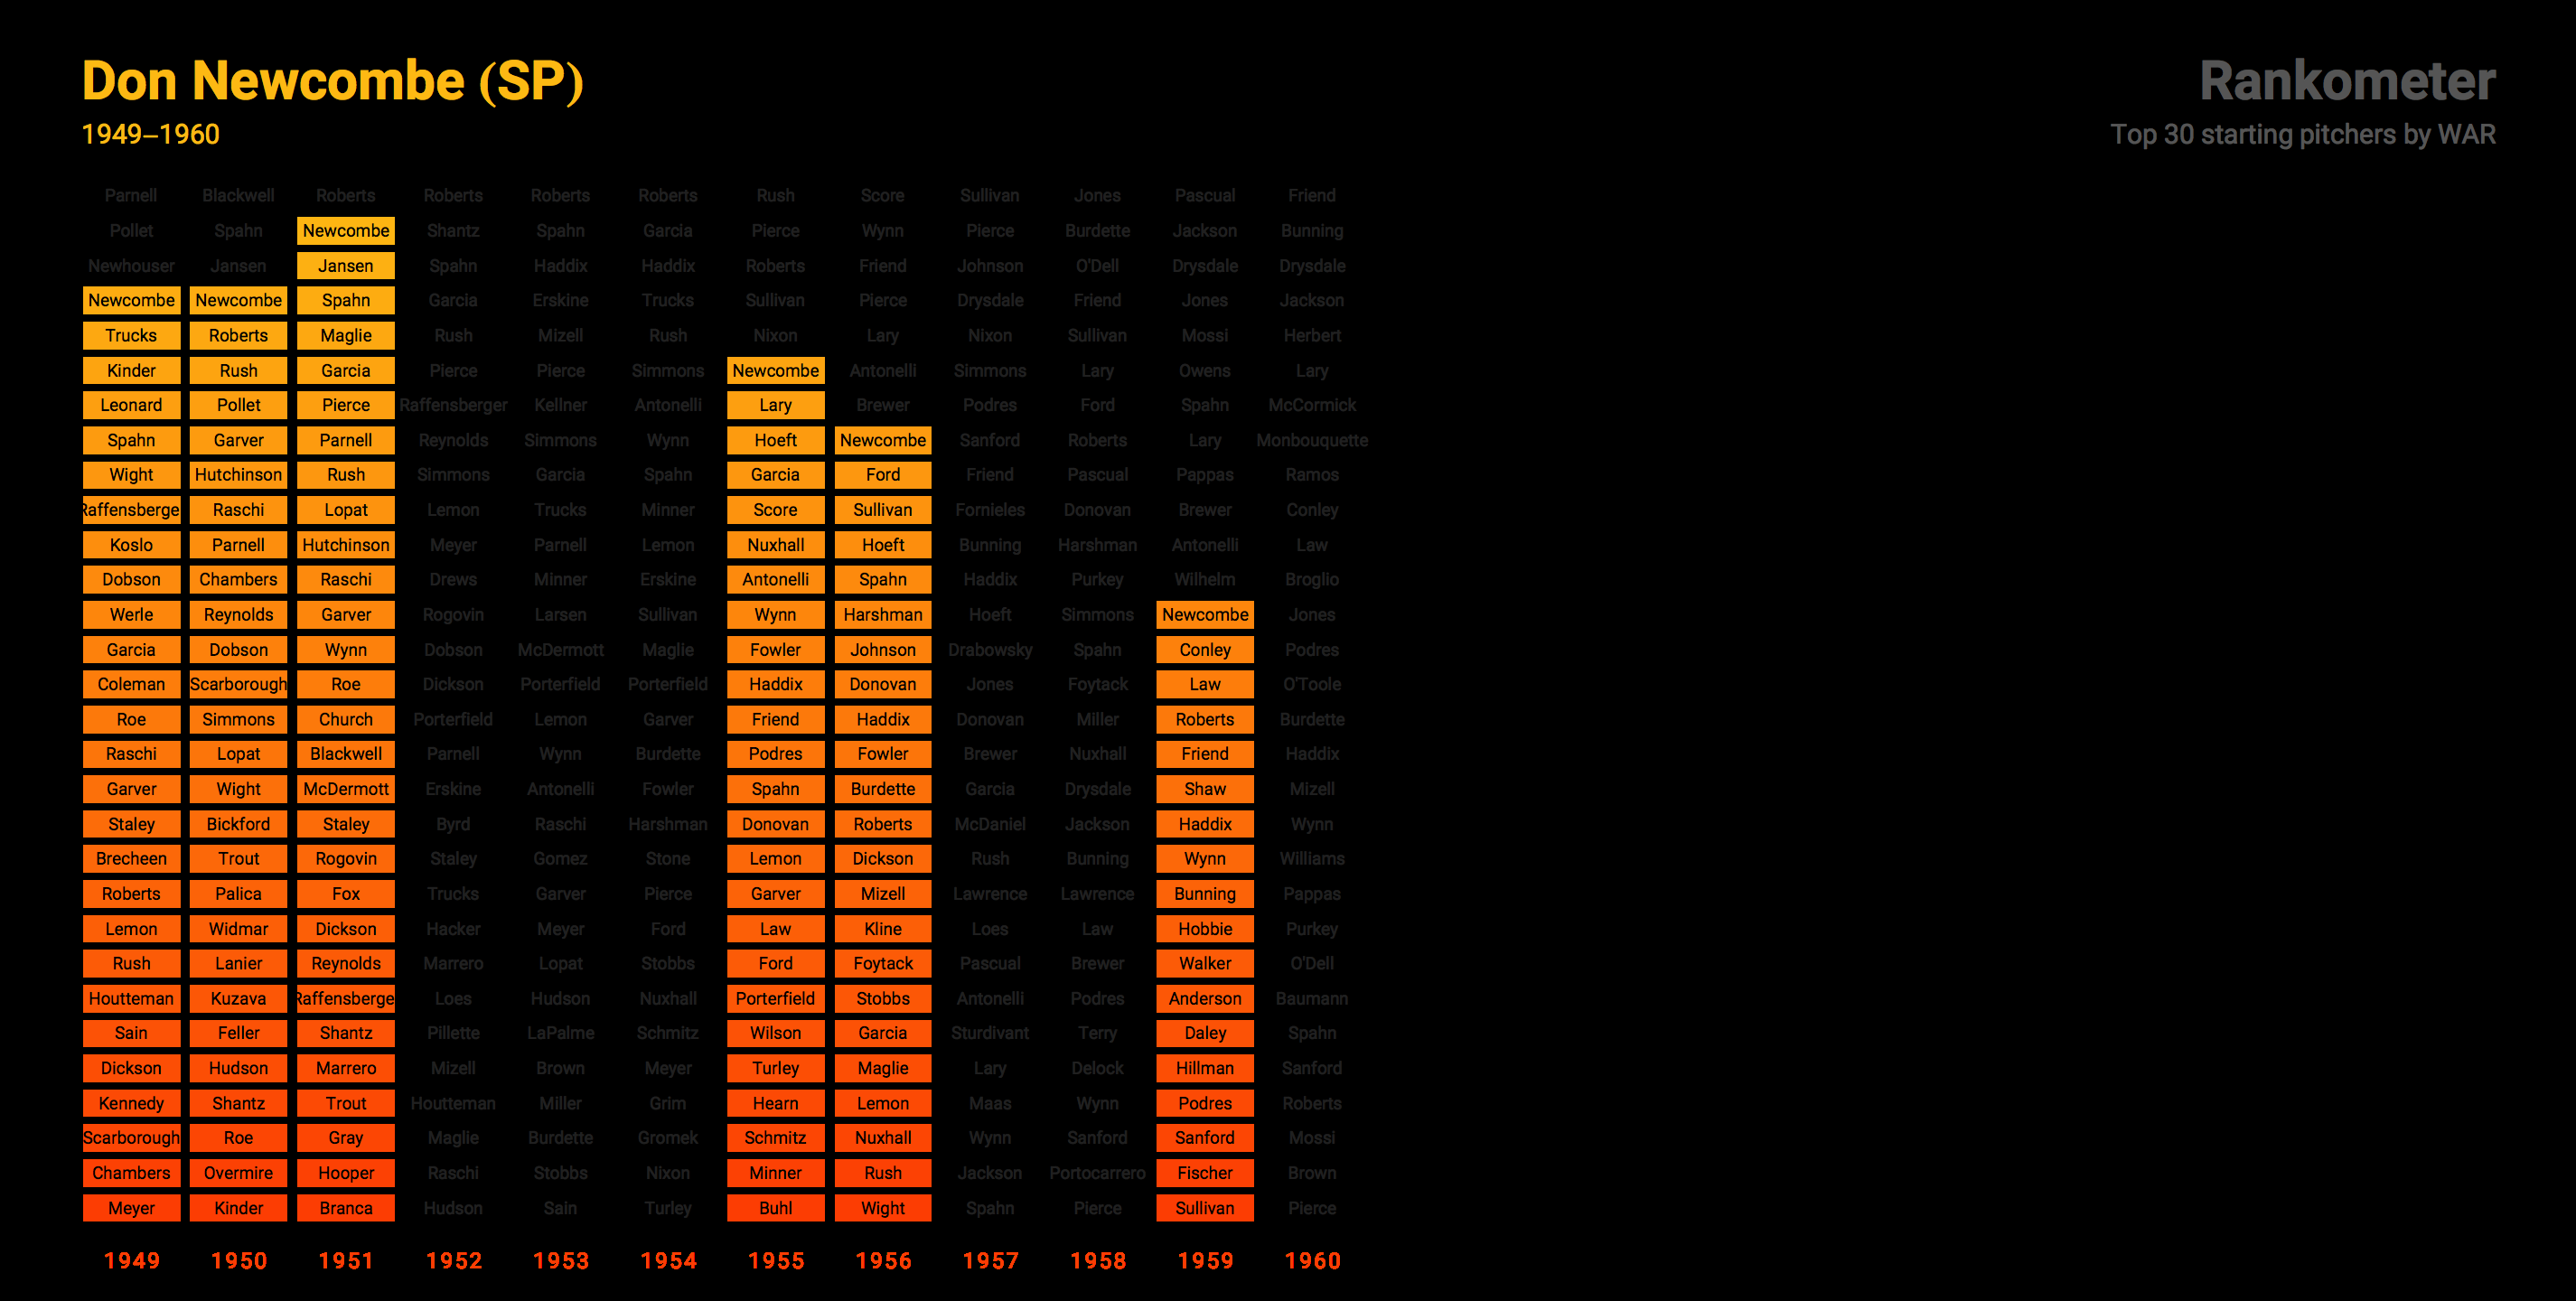 Don Newcombe (SP)
1949–1960
Rankometer
Top 30 starting pitchers by WAR
Parnell Blackwell Roberts Roberts Roberts Roberts Rush Score Sullivan Jones Pascual Friend
Pollet Spahn Newcombe Shantz Spahn Garcia Pierce Wynn Pierce Burdette Jackson Bunning
Newhouser Jansen Jansen Spahn Haddix Haddix Roberts Friend Johnson O'Dell Drysdale Drysdale
Newcombe Newcombe Spahn Garcia Erskine Trucks Sullivan Pierce Drysdale Friend Jones Jackson
Trucks Roberts Maglie Rush Mizell Rush Nixon Lary Nixon Sullivan Mossi Herbert
Kinder Rush Garcia Pierce Pierce Simmons Newcombe Antonelli Simmons Lary Owens Lary
Leonard Pollet Pierce Raffensberger Kellner Antonelli Lary Brewer Podres Ford Spahn McCormick
Spahn Garver Parnell Reynolds Simmons Wynn Hoeft Newcombe Sanford Roberts Lary Monbouquette
Wight Hutchinson Rush Simmons Garcia Spahn Garcia Ford Friend Pascual Pappas Ramos
Raffensberge Raschi Lopat Lemon Trucks Minner Score Sullivan Fornieles Donovan Brewer Conley
Koslo Parnell Hutchinson Meyer Parnell Lemon Nuxhall Hoeft Bunning Harshman Antonelli Law
Dobson Chambers Raschi Drews Minner Erskine Antonelli Spahn Haddix Purkey Wilhelm Broglio
Werle Reynolds Garver Rogovin Larsen Sullivan Wynn Harshman Hoeft Simmons Newcombe Jones
Garcia Dobson Wynn Dobson McDermott Maglie Fowler Johnson Drabowsky Spahn Conley Podres
Coleman Scarborough Roe Dickson Porterfield Porterfield Haddix Donovan Jones Foytack Law O'Toole
Roe Simmons Church Porterfield Lemon Garver Friend Haddix Donovan Miller Roberts Burdette
Raschi Lopat Blackwell Parnell Wynn Burdette Podres Fowler Brewer Nuxhall Friend Haddix
Garver Wight McDermott Erskine Antonelli Fowler Spahn Burdette Garcia Drysdale Shaw Mizell
Staley Bickford Staley Byrd Raschi Harshman Donovan Roberts McDaniel Jackson Haddix Wynn
Brecheen Trout Rogovin Staley Gomez Stone Lemon Dickson Rush Bunning Wynn Williams
Roberts Palica Fox Trucks Garver Pierce Garver Mizell Lawrence Lawrence Bunning Pappas
Lemon Widmar Dickson Hacker Meyer Ford Law Kline Loes Law Hobbie Purkey
Rush Lanier Reynolds Marrero Lopat Stobbs Ford Foytack Pascual Brewer Walker O'Dell
Houtteman Kuzava Raffensberge Loes Hudson Nuxhall Porterfield Stobbs Antonelli Podres Anderson Baumann
Sain Feller Shantz Pillette LaPalme Schmitz Wilson Garcia Sturdivant Terry Daley Spahn
Dickson Hudson Marrero Mizell Brown Meyer Turley Maglie Lary Delock Hillman Sanford
Kennedy Shantz Trout Houtteman Miller Grim Hearn Lemon Maas Wynn Podres Roberts
Scarborough Roe Gray Maglie Burdette Gromek Schmitz Nuxhall Wynn Sanford Sanford Mossi
Chambers Overmire Hooper Raschi Stobbs Nixon Minner Rush Jackson Portocarrero Fischer Brown
Meyer Kinder Branca Hudson Sain Turley Buhl Wight Spahn Pierce Sullivan Pierce
1949 1950 1951 1952 1953 1954 1955 1956 1957 1958 1959 1960